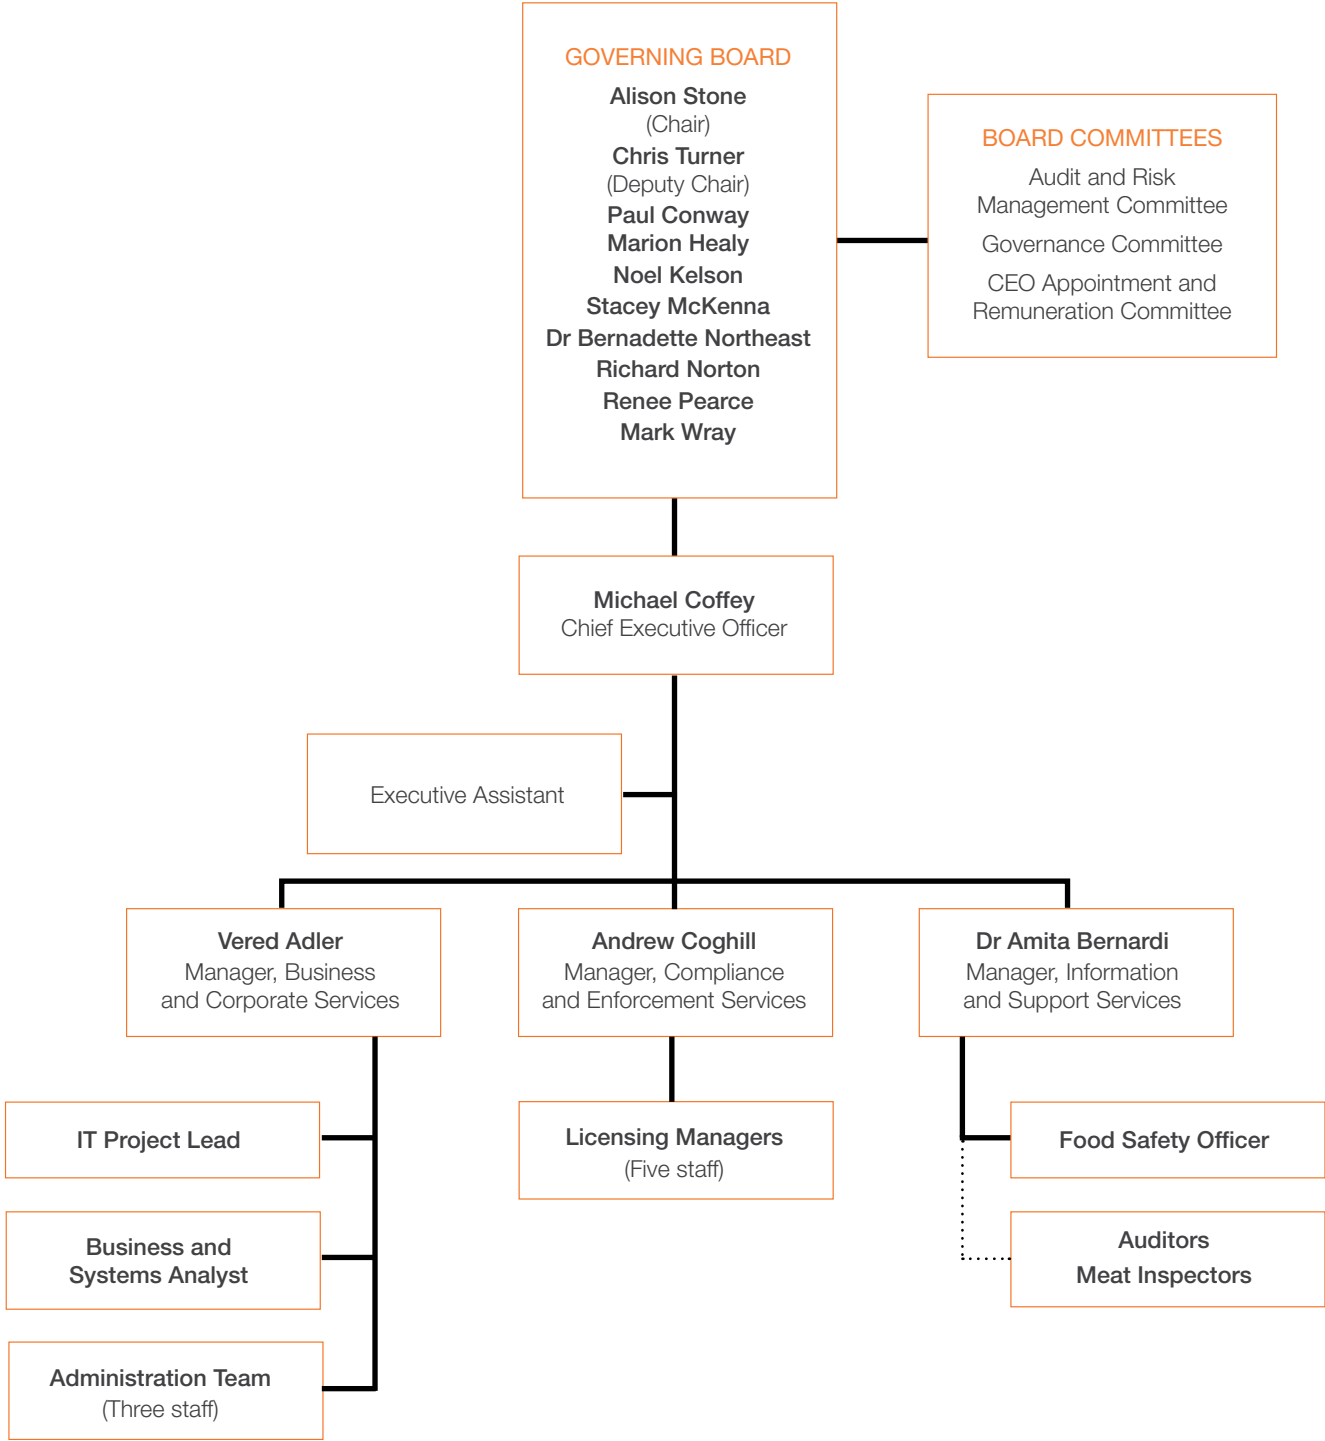 GOVERNING BOARD
Alison Stone
(Chair)
Chris Turner
(Deputy Chair)
Paul Conway
Marion Healy
Noel Kelson
Stacey McKenna
Dr Bernadette Northeast
Richard Norton
Renee Pearce
Mark Wray
BOARD COMMITTEES
Audit and Risk
Management Committee
Governance Committee
CEO Appointment and
Remuneration Committee
Michael Coffey
Chief Executive Officer
Executive Assistant
Vered Adler
Manager, Business
and Corporate Services
Andrew Coghill
Manager, Compliance
and Enforcement Services
Dr Amita Bernardi
Manager, Information
and Support Services
IT Project Lead
Business and
Systems Analyst
Administration Team
(Three staff)
Licensing Managers
(Five staff)
Food Safety Officer
Auditors
Meat Inspectors